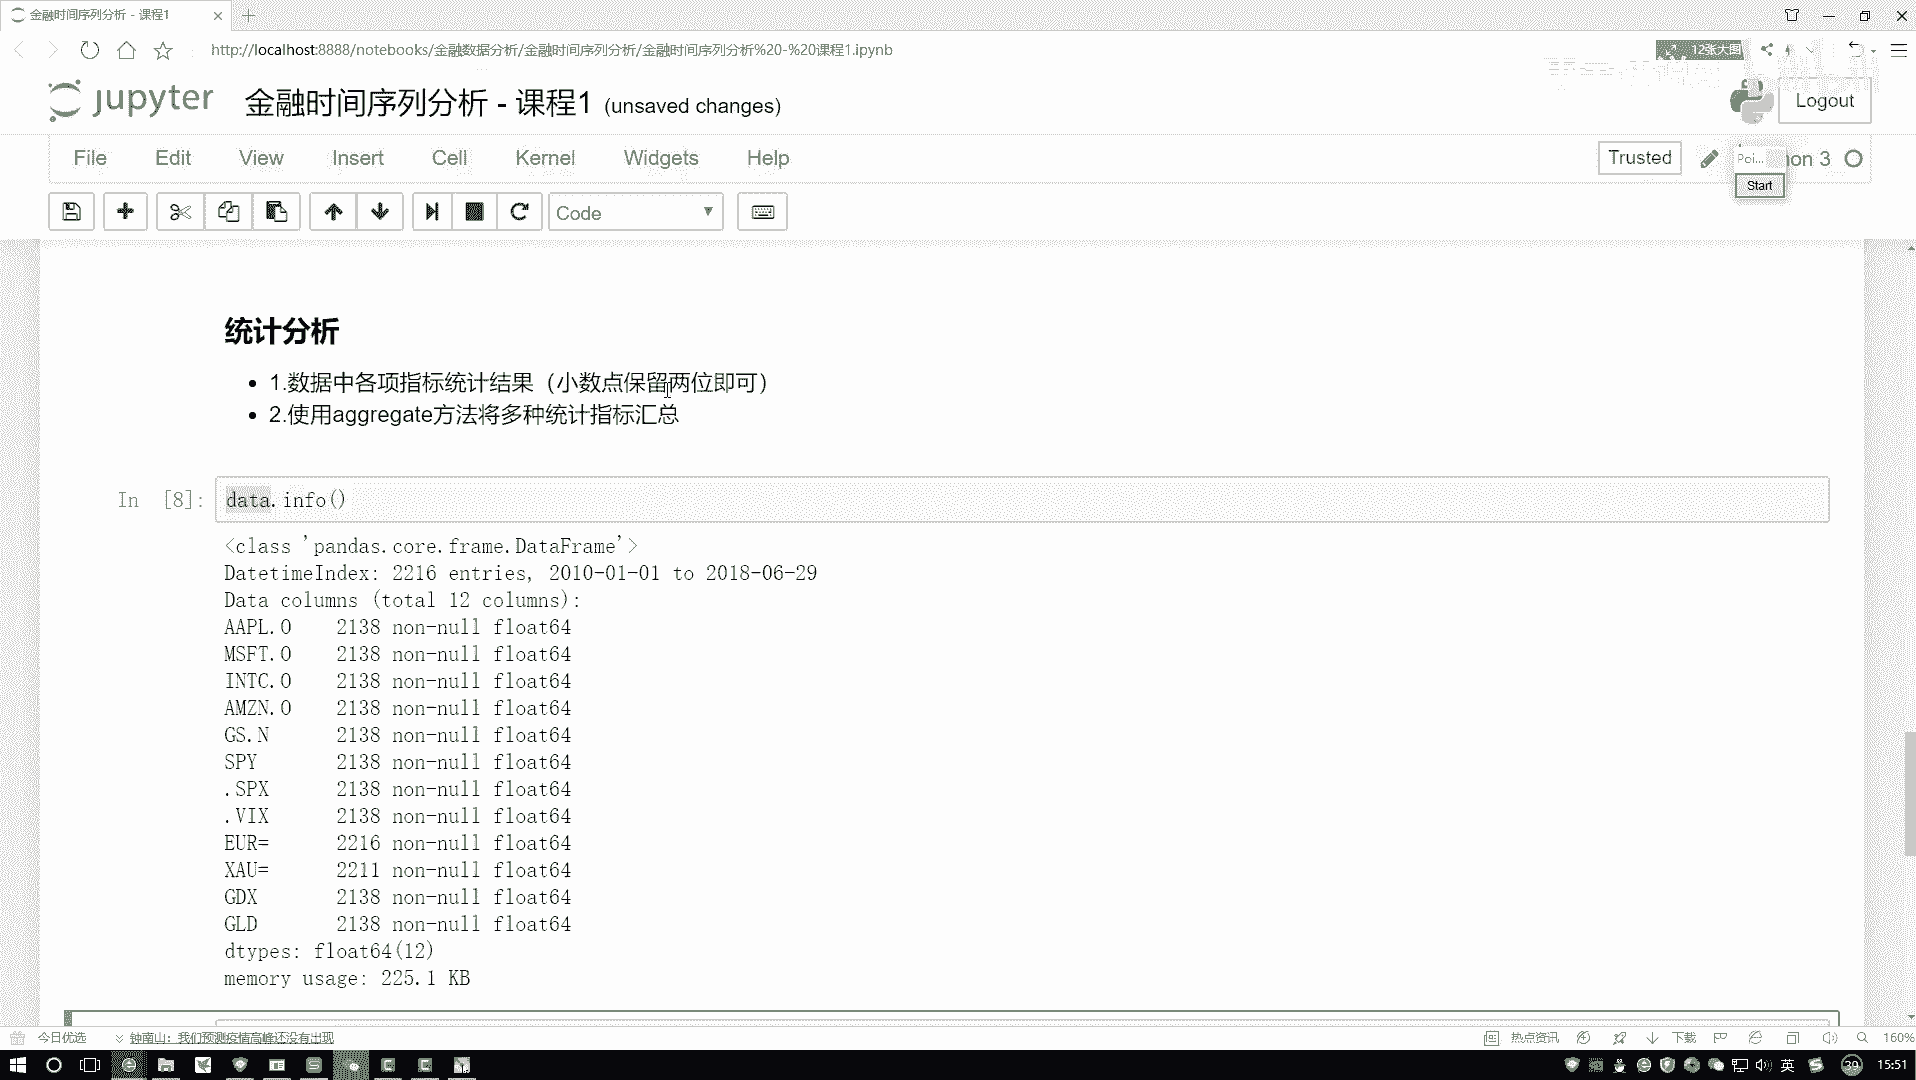 金融时间序列分析 - 课程1
http://localhost:8888/notebooks/金融数据分析/金融时间序列分析/金融时间序列分析%20-%20课程1.ipynb
12张大图
jupyter 金融时间序列分析 - 课程1 (unsaved changes)
Logout
File Edit View Insert Cell Kernel Widgets Help
Trusted
Poi...
hon 3
Start
Code
统计分析
1.数据中各项指标统计结果（小数点保留两位即可）
2.使用aggregate方法将多种统计指标汇总
In [8]: data.info()
<class 'pandas.core.frame.DataFrame'>
DatetimeIndex: 2216 entries, 2010-01-01 to 2018-06-29
Data columns (total 12 columns):
AAPL.O 2138 non-null float64
MSFT.O 2138 non-null float64
INTC.O 2138 non-null float64
AMZN.O 2138 non-null float64
GS.N 2138 non-null float64
SPY 2138 non-null float64
.SPX 2138 non-null float64
.VIX 2138 non-null float64
EUR= 2216 non-null float64
XAU= 2211 non-null float64
GDX 2138 non-null float64
GLD 2138 non-null float64
dtypes: float64(12)
memory usage: 225.1 KB
今日优选
钟南山：我们预测疫情高峰还没有出现
热点资讯
下载
160%
英
39
15:51